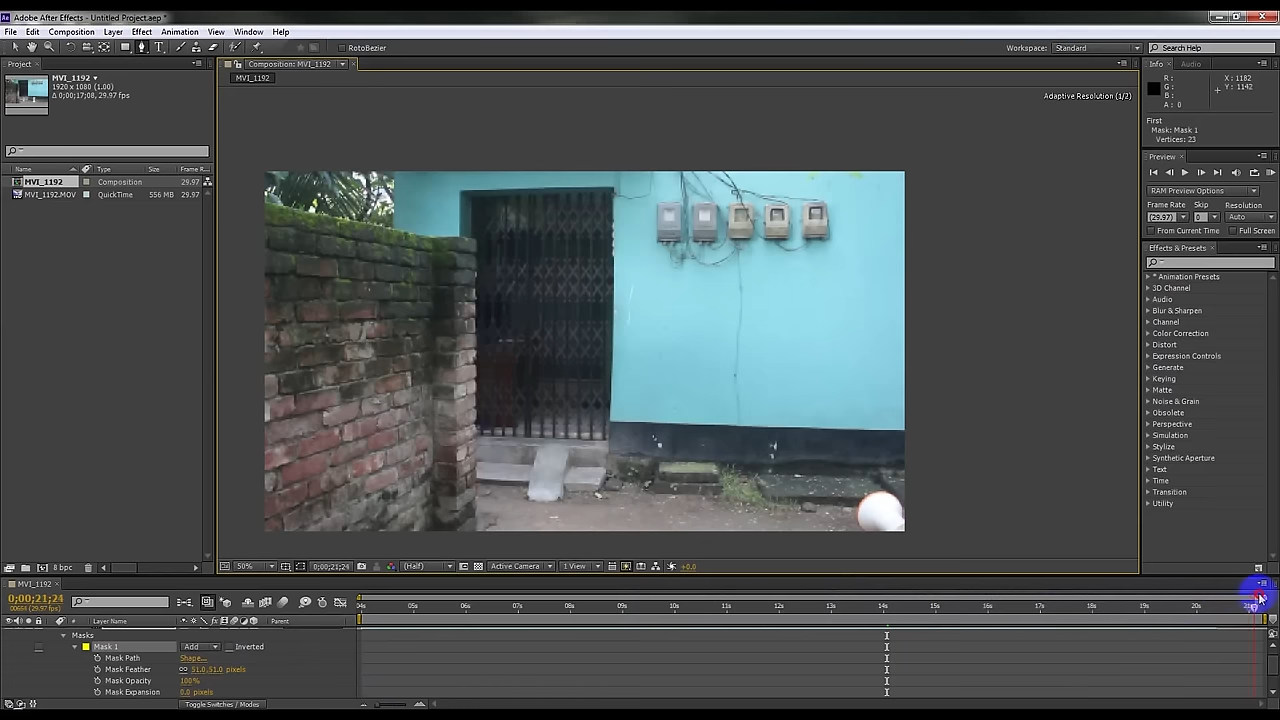 Adobe After Effects - Untitled Project.aep *
File Edit Composition Layer Effect Animation View Window Help
RotoBezier
Workspace: Standard
Search Help
Project
MVI_1192
1920 x 1080 (1.00)
Δ 0;00;17;08, 29.97 fps
Name Type Size Frame R...
MVI_1192 Composition 29.97
MVI_1192.MOV QuickTime 556 MB 29.97
8 bpc
Composition: MVI_1192
MVI_1192
Adaptive Resolution (1/2)
50% 0;00;21;24 (Half) Active Camera 1 View +0.0
Info Audio
R : X : 1182
G : Y : 1142
B :
A : 0
First
Mask: Mask 1
Vertices: 23
Preview
RAM Preview Options
Frame Rate Skip Resolution
(29.97) 0 Auto
From Current Time Full Screen
Effects & Presets
* Animation Presets
3D Channel
Audio
Blur & Sharpen
Channel
Color Correction
Distort
Expression Controls
Generate
Keying
Matte
Noise & Grain
Obsolete
Perspective
Simulation
Stylize
Synthetic Aperture
Text
Time
Transition
Utility
MVI_1192
0;00;21;24
00664 (29.97 fps)
04s 05s 06s 07s 08s 09s 10s 11s 12s 13s 14s 15s 16s 17s 18s 19s 20s
# Layer Name Parent
Masks
Mask 1 Add Inverted
Mask Path Shape...
Mask Feather 51.0,51.0 pixels
Mask Opacity 100%
Mask Expansion 0.0 pixels
Toggle Switches / Modes